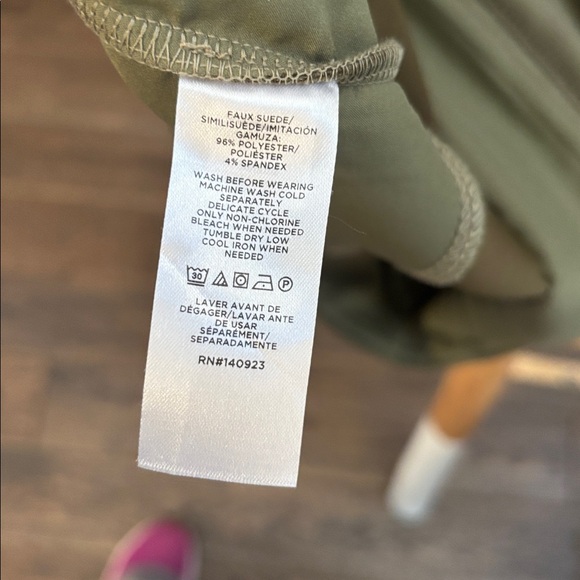 FAUX SUEDE/
SIMILISUÈDE/IMITACIÓN
GAMUZA:
96% POLYESTER/
POLIÉSTER
4% SPANDEX
WASH BEFORE WEARING
MACHINE WASH COLD
SEPARATELY
DELICATE CYCLE
ONLY NON-CHLORINE
BLEACH WHEN NEEDED
TUMBLE DRY LOW
COOL IRON WHEN
NEEDED
30 P
LAVER AVANT DE
DÉGAGER/LAVAR ANTE
DE USAR
SÉPARÉMENT/
SEPARADAMENTE
RN#140923